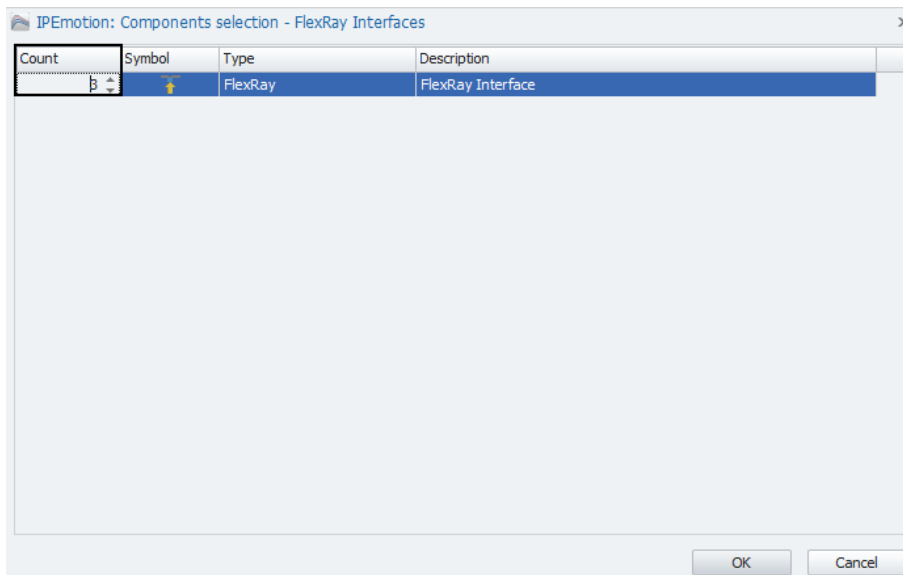 IPEmotion: Components selection - FlexRay Interfaces
Count Symbol Type Description
3 FlexRay FlexRay Interface
OK Cancel